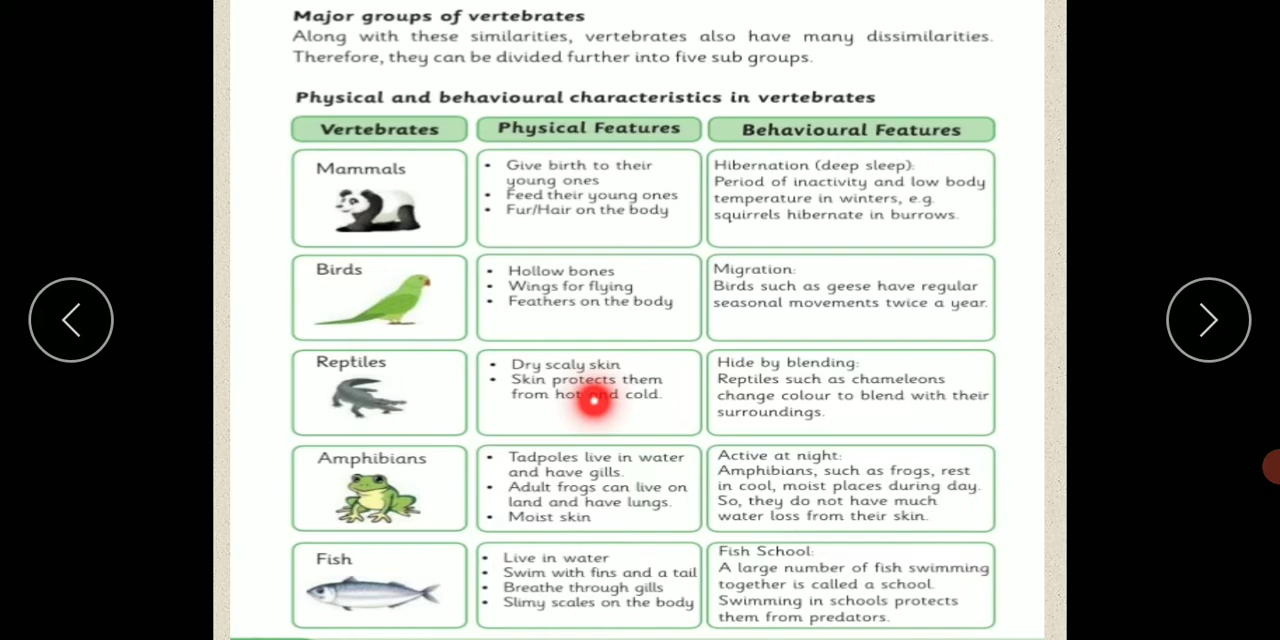 Major groups of vertebrates
Along with these similarities, vertebrates also have many dissimilarities.
Therefore, they can be divided further into five sub groups.
Physical and behavioural characteristics in vertebrates
Vertebrates
Physical Features
Behavioural Features
Mammals
• Give birth to their
young ones
• Feed their young ones
• Fur/Hair on the body
Hibernation (deep sleep):
Period of inactivity and low body
temperature in winters, e.g.
squirrels hibernate in burrows.
Birds
• Hollow bones
• Wings for flying
• Feathers on the body
Migration:
Birds such as geese have regular
seasonal movements twice a year.
Reptiles
• Dry scaly skin
• Skin protects them
from hot and cold.
Hide by blending:
Reptiles such as chameleons
change colour to blend with their
surroundings.
Amphibians
• Tadpoles live in water
and have gills.
• Adult frogs can live on
land and have lungs.
• Moist skin
Active at night:
Amphibians, such as frogs, rest
in cool, moist places during day.
So, they do not have much
water loss from their skin.
Fish
• Live in water
• Swim with fins and a tail
• Breathe through gills
• Slimy scales on the body
Fish School:
A large number of fish swimming
together is called a school.
Swimming in schools protects
them from predators.